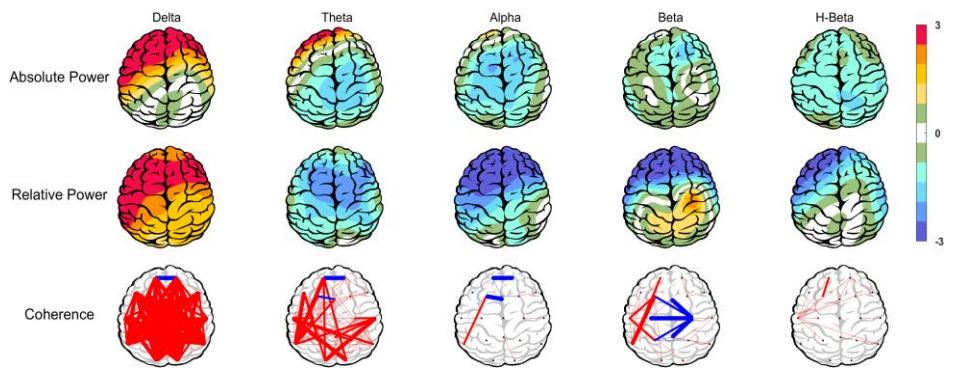 Delta Theta Alpha Beta H-Beta
3
Absolute Power
0
Relative Power
-3
Coherence